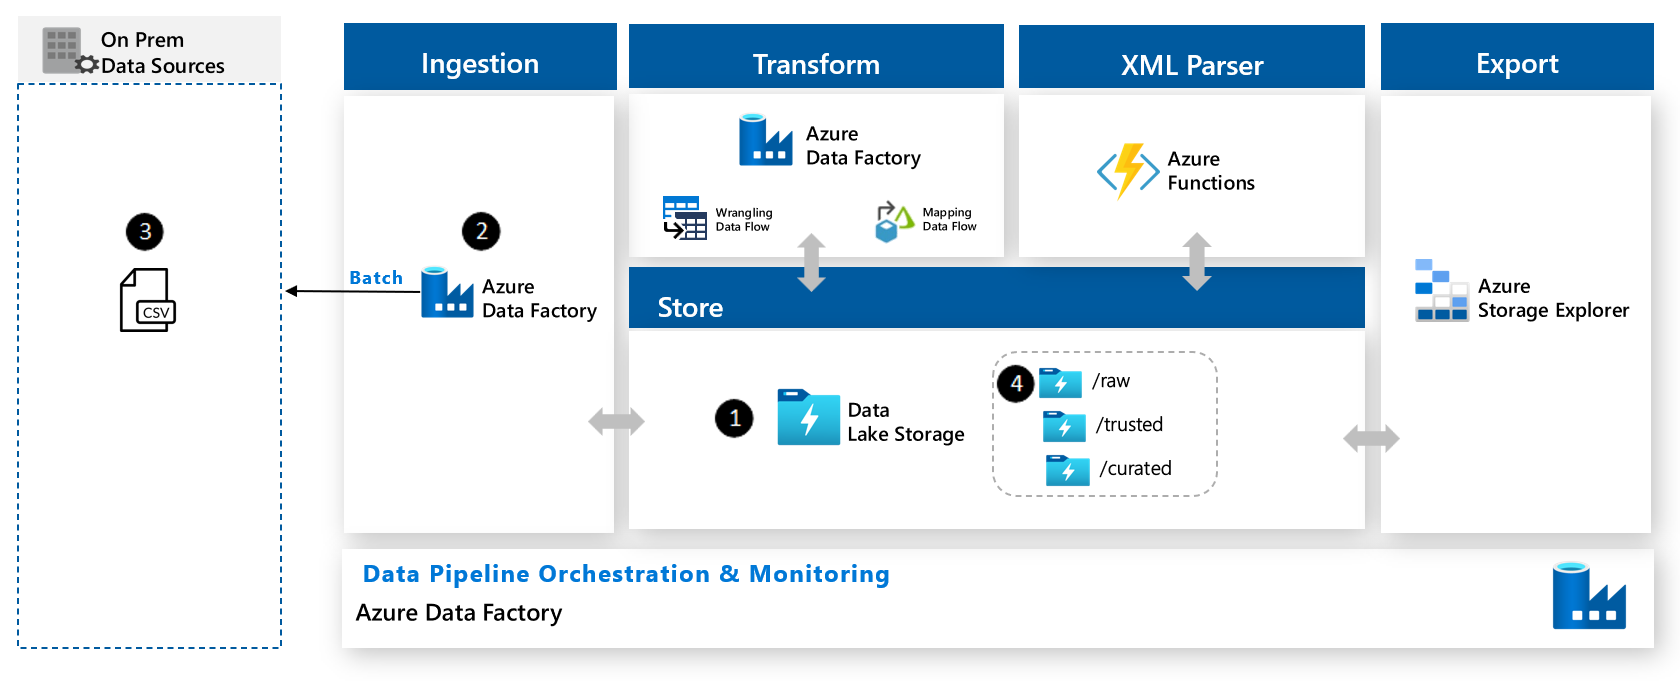 On Prem
Data Sources
3
CSV
Batch
Ingestion
2
Azure
Data Factory
Transform
Azure
Data Factory
Wrangling
Data Flow
Mapping
Data Flow
XML Parser
Azure
Functions
Export
Azure
Storage Explorer
Store
1
Data
Lake Storage
4
/raw
/trusted
/curated
Data Pipeline Orchestration & Monitoring
Azure Data Factory